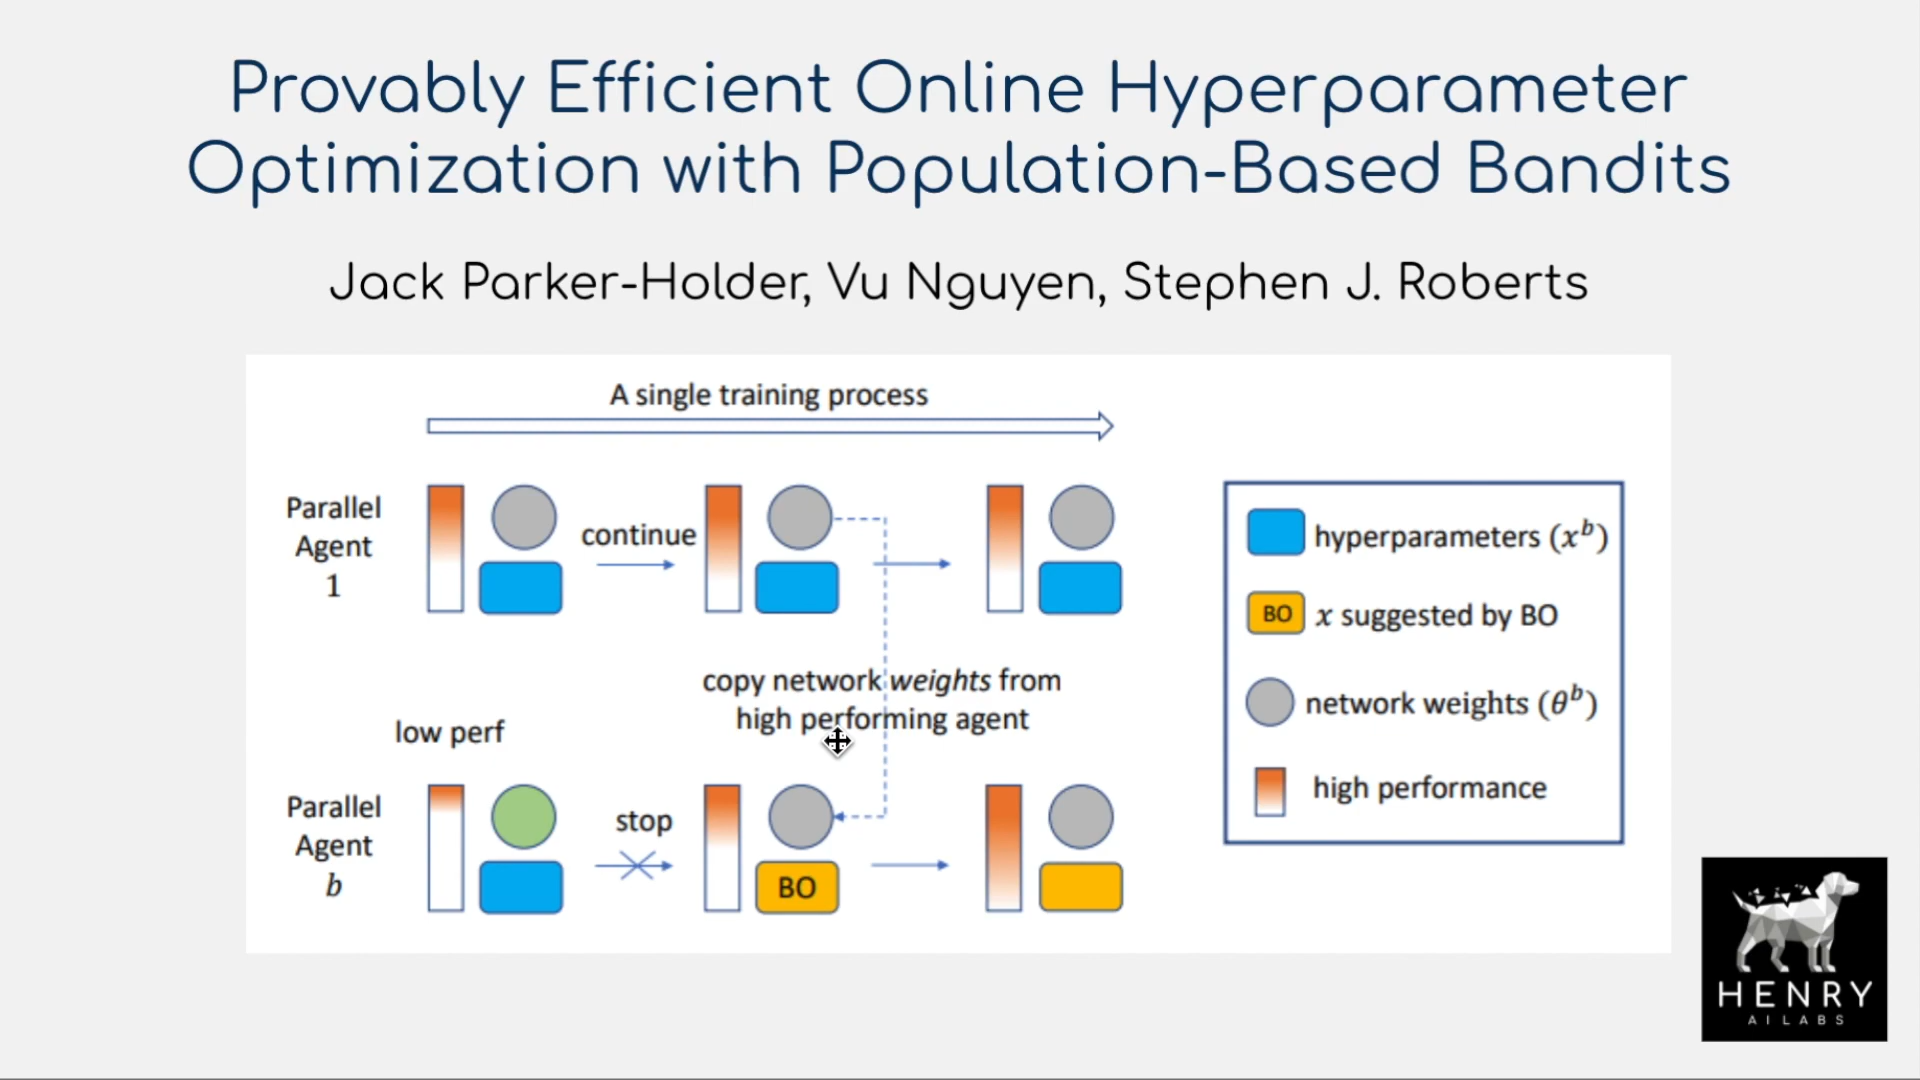 Provably Efficient Online Hyperparameter
Optimization with Population-Based Bandits
Jack Parker-Holder, Vu Nguyen, Stephen J. Roberts
A single training process
Parallel
Agent
1
continue
copy network weights from
high performing agent
low perf
Parallel
Agent
b
stop
BO
hyperparameters (x^b)
BO
x suggested by BO
network weights (θ^b)
high performance
HENRY
AI LABS